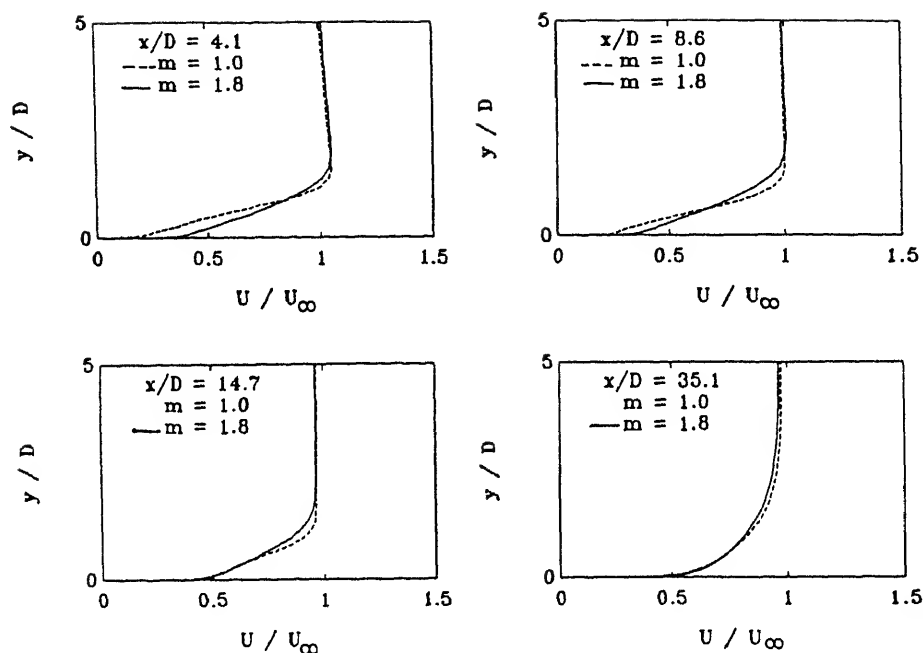 5
x/D = 4.1
m = 1.0
m = 1.8
y / D
0
0 0.5 1 1.5
U / U∞
5
x/D = 8.6
m = 1.0
m = 1.8
y / D
0
0 0.5 1 1.5
U / U∞
5
x/D = 14.7
m = 1.0
m = 1.8
y / D
0
0 0.5 1 1.5
U / U∞
5
x/D = 35.1
m = 1.0
m = 1.8
y / D
0
0 0.5 1 1.5
U / U∞